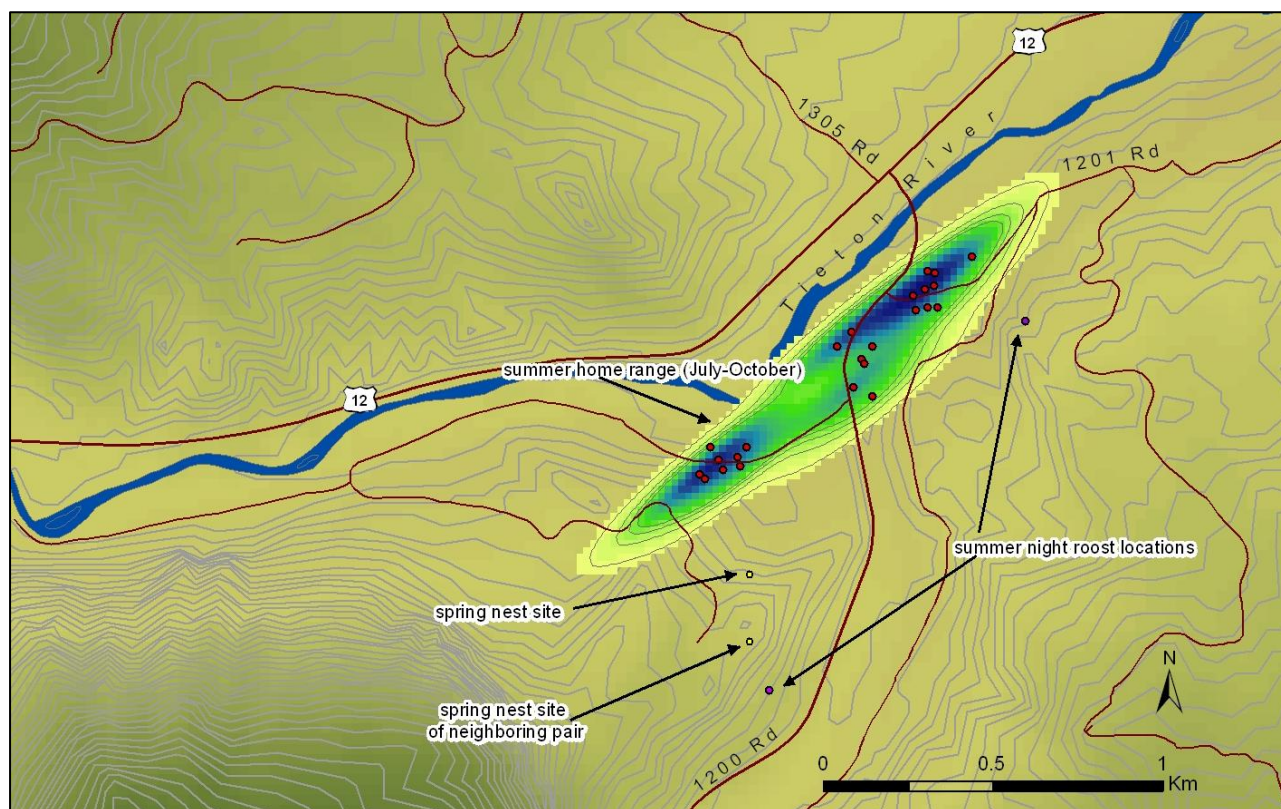 12
1305 Rd
Tieton River
1201 Rd
summer home range (July-October)
12
summer night roost locations
spring nest site
spring nest site
of neighboring pair
1200 Rd
N
0 0.5 1
Km